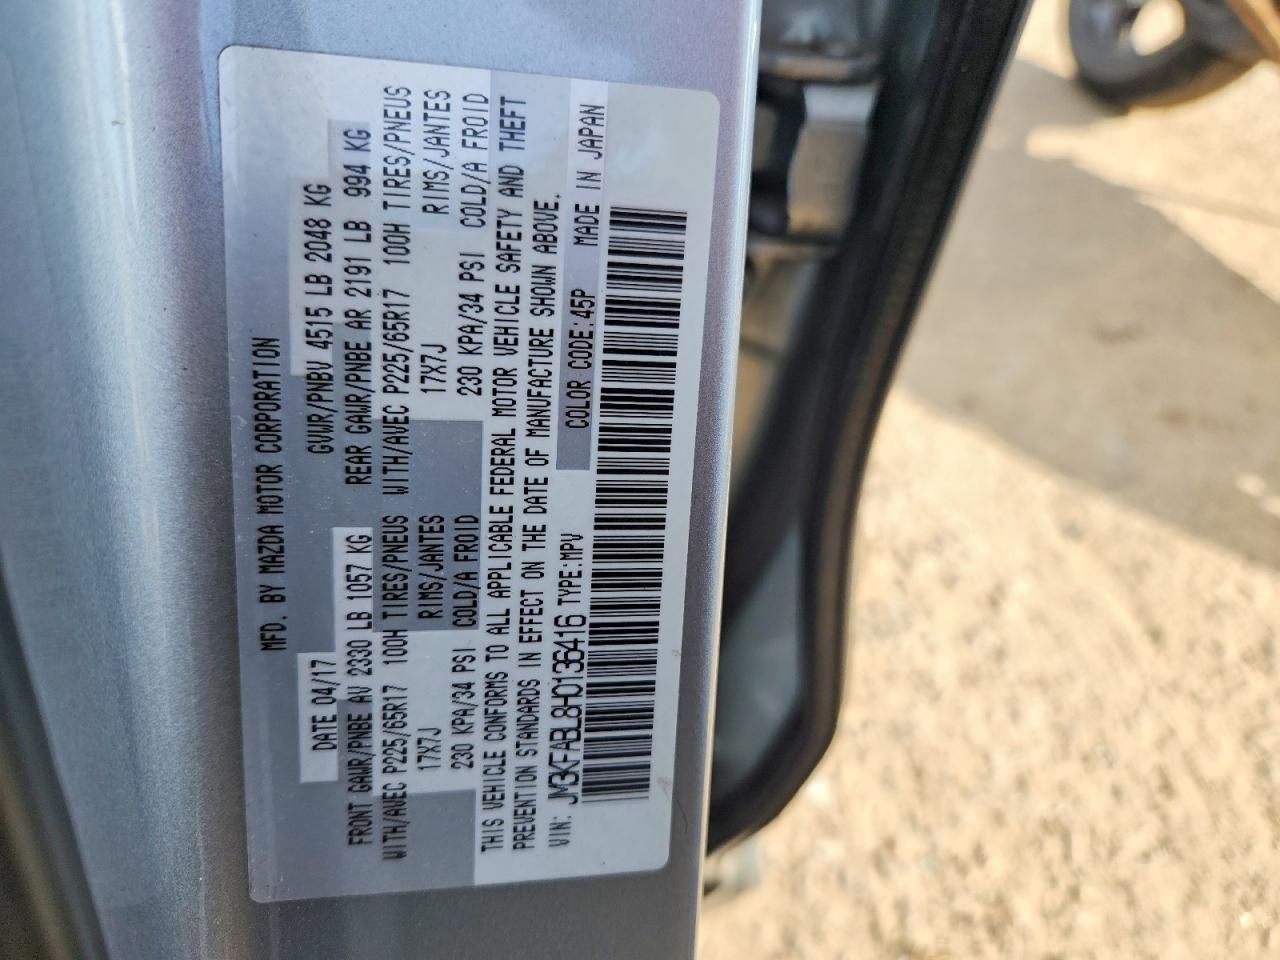 MFD. BY MAZDA MOTOR CORPORATION
DATE 04/17 GVWR/PNBV 4515 LB 2048 KG
FRONT GAWR/PNBE AV 2330 LB 1057 KG REAR GAWR/PNBE AR 2191 LB 994 KG
WITH/AVEC P225/65R17 100H TIRES/PNEUS WITH/AVEC P225/65R17 100H TIRES/PNEUS
17X7J RIMS/JANTES 17X7J RIMS/JANTES
230 KPA/34 PSI COLD/A FROID 230 KPA/34 PSI COLD/A FROID
THIS VEHICLE CONFORMS TO ALL APPLICABLE FEDERAL MOTOR VEHICLE SAFETY AND THEFT
PREVENTION STANDARDS IN EFFECT ON THE DATE OF MANUFACTURE SHOWN ABOVE.
VIN: JM3KFABL8H0136416 TYPE:MPV COLOR CODE:45P MADE IN JAPAN